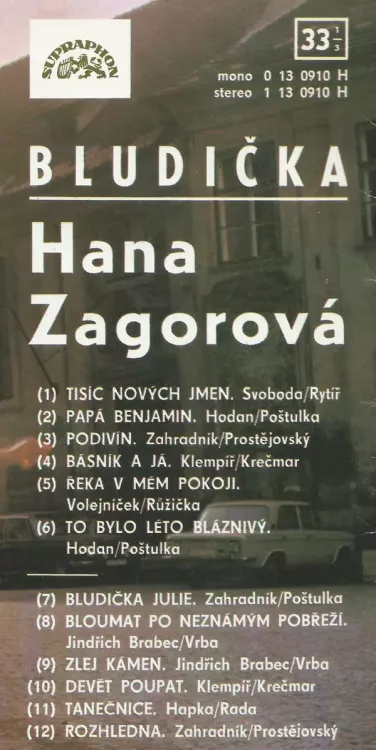 SUPRAPHON
33 1/3
mono 0 13 0910 H
stereo 1 13 0910 H
BLUDIČKA
Hana
Zagorová
(1) TISÍC NOVÝCH JMEN. Svoboda/Rytíř
(2) PAPÁ BENJAMIN. Hodan/Poštulka
(3) PODIVÍN. Zahradník/Prostějovský
(4) BÁSNÍK A JÁ. Klempíř/Krečmar
(5) ŘEKA V MÉM POKOJI.
Volejníček/Růžička
(6) TO BYLO LÉTO BLÁZNIVÝ.
Hodan/Poštulka
(7) BLUDIČKA JULIE. Zahradník/Poštulka
(8) BLOUMAT PO NEZNÁMÝM POBŘEŽÍ.
Jindřich Brabec/Vrba
(9) ZLEJ KÁMEN. Jindřich Brabec/Vrba
(10) DEVĚT POUPAT. Klempíř/Krečmar
(11) TANEČNICE. Hapka/Rada
(12) ROZHLEDNA. Zahradník/Prostějovský